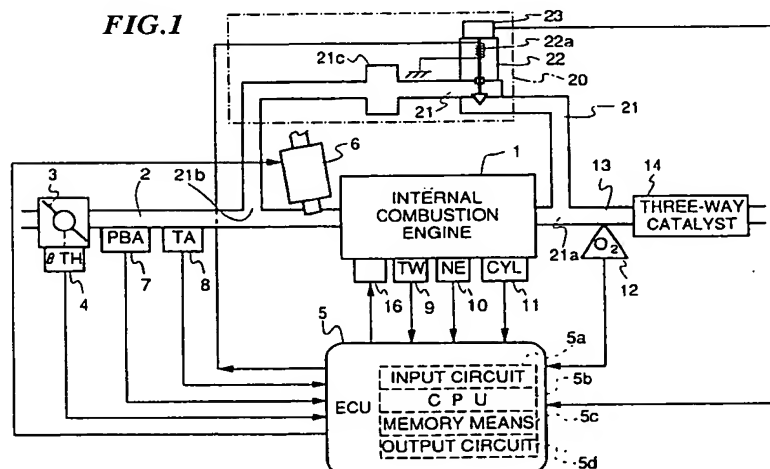 FIG.1
23
22a
22
20
21c
21
21
6
1
3
2
21b
13
14
INTERNAL COMBUSTION ENGINE
THREE-WAY CATALYST
21a
PBA
TA
θTH
O2
TW
NE
CYL
12
7
8
4
16
9
10
11
5
5a
INPUT CIRCUIT
5b
ECU
CPU
5c
MEMORY MEANS
OUTPUT CIRCUIT
5d